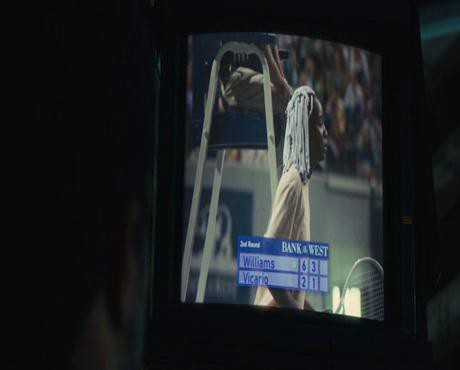 2nd Round BANK OF THE WEST
Williams 6 3
Vicario 2 1